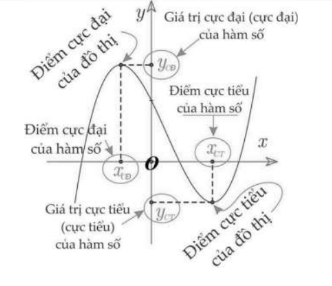 y
Giá trị cực đại (cực đại)
của hàm số
Điểm cực đại
của đồ thị
y_CĐ
Điểm cực tiểu
của hàm số
x
Điểm cực đại
của hàm số
x_CT
x_CĐ
O
Giá trị cực tiểu
(cực tiểu)
của hàm số
y_CT
Điểm cực tiểu
của đồ thị